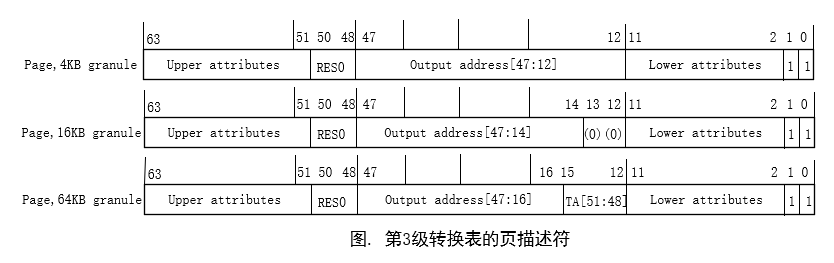 63 51 50 48 47 12 11 2 1 0
Page,4KB granule Upper attributes RES0 Output address[47:12] Lower attributes 1 1
63 51 50 48 47 14 13 12 11 2 1 0
Page,16KB granule Upper attributes RES0 Output address[47:14] (0)(0) Lower attributes 1 1
63 51 50 48 47 16 15 12 11 2 1 0
Page,64KB granule Upper attributes RES0 Output address[47:16] TA[51:48] Lower attributes 1 1
图. 第3级转换表的页描述符